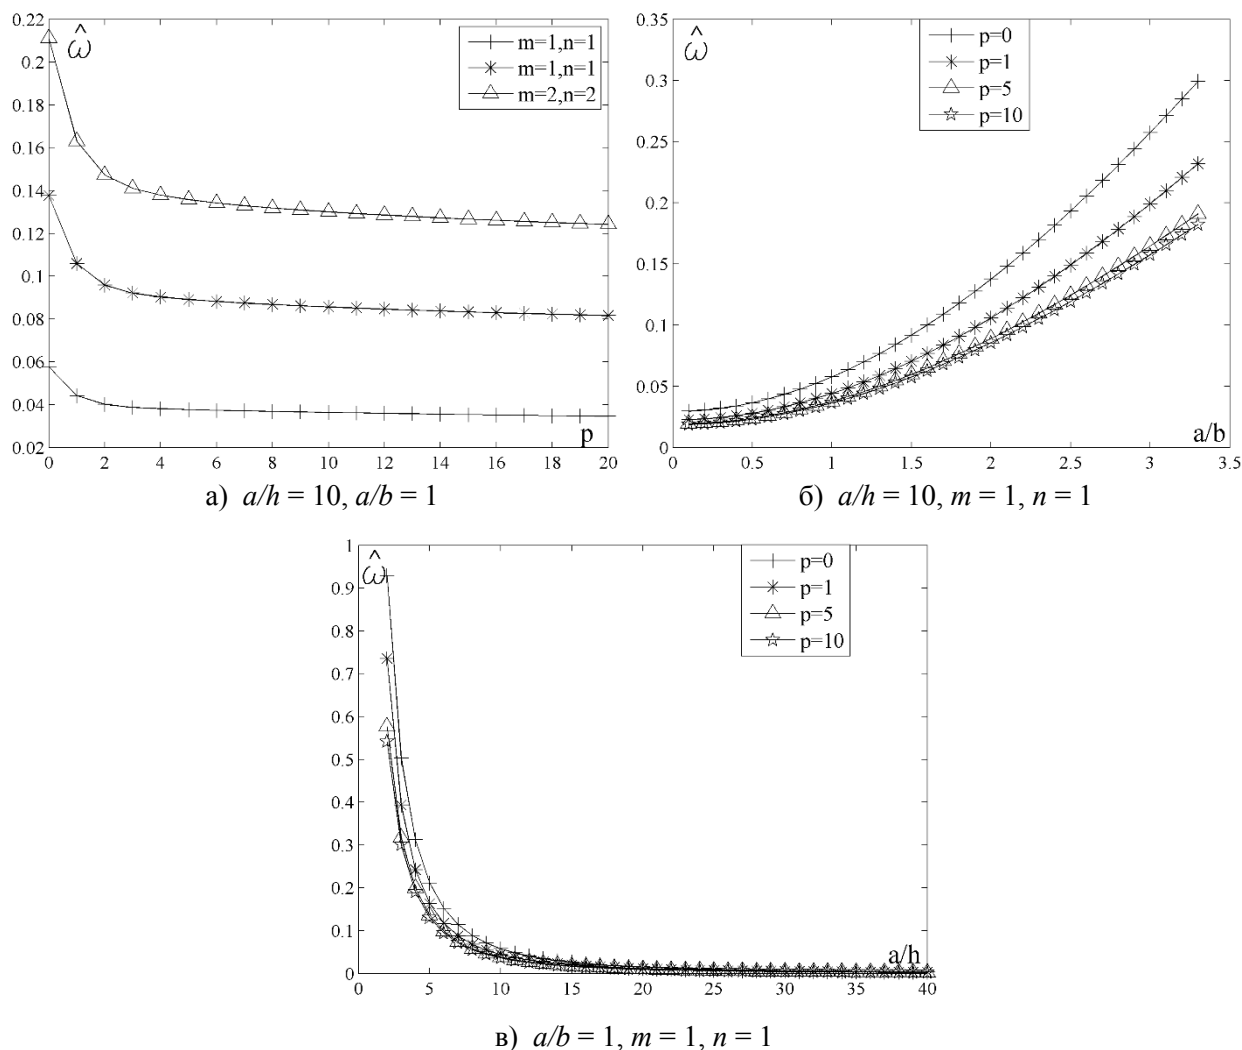 0.22
0.2
0.18
0.16
0.14
0.12
0.1
0.08
0.06
0.04
0.02
ω̂
m=1,n=1
m=1,n=1
m=2,n=2
p
0 2 4 6 8 10 12 14 16 18 20
а) a/h = 10, a/b = 1
0.35
0.3
0.25
0.2
0.15
0.1
0.05
0
ω̂
p=0
p=1
p=5
p=10
a/b
0 0.5 1 1.5 2 2.5 3 3.5
б) a/h = 10, m = 1, n = 1
1
0.9
0.8
0.7
0.6
0.5
0.4
0.3
0.2
0.1
0
ω̂
p=0
p=1
p=5
p=10
a/h
0 5 10 15 20 25 30 35 40
в) a/b = 1, m = 1, n = 1